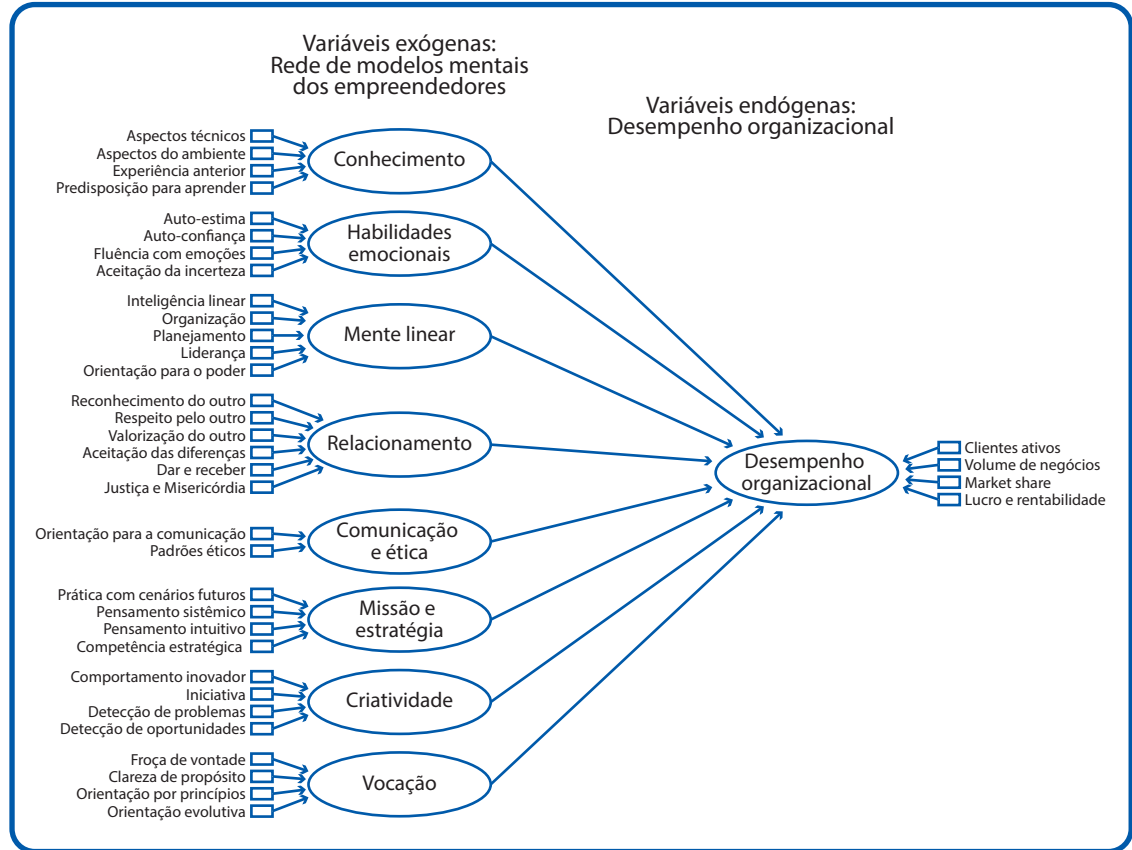 Variáveis exógenas:
Rede de modelos mentais
dos empreendedores
Variáveis endógenas:
Desempenho organizacional
Aspectos técnicos
Aspectos do ambiente
Experiência anterior
Predisposição para aprender
Conhecimento
Auto-estima
Auto-confiança
Fluência com emoções
Aceitação da incerteza
Habilidades
emocionais
Inteligência linear
Organização
Planejamento
Liderança
Orientação para o poder
Mente linear
Reconhecimento do outro
Respeito pelo outro
Valorização do outro
Aceitação das diferenças
Dar e receber
Justiça e Misericórdia
Relacionamento
Desempenho
organizacional
Clientes ativos
Volume de negócios
Market share
Lucro e rentabilidade
Orientação para a comunicação
Padrões éticos
Comunicação
e ética
Prática com cenários futuros
Pensamento sistêmico
Pensamento intuitivo
Competência estratégica
Missão e
estratégia
Comportamento inovador
Iniciativa
Detecção de problemas
Detecção de oportunidades
Criatividade
Froça de vontade
Clareza de propósito
Orientação por princípios
Orientação evolutiva
Vocação